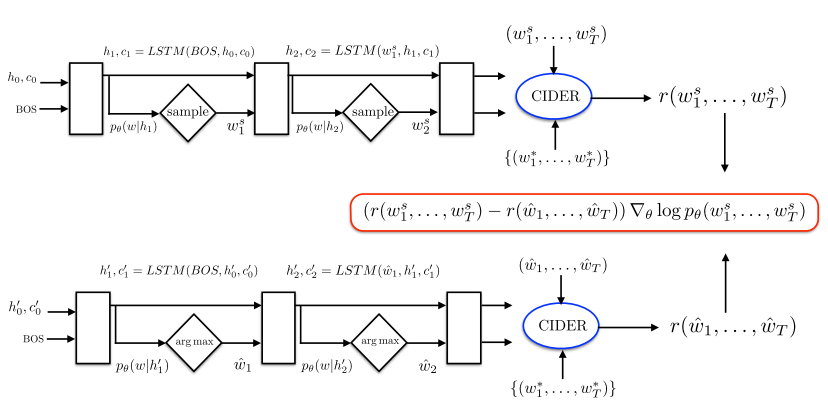 (w₁ˢ, . . . , w_Tˢ)
h₁, c₁ = LSTM(BOS, h₀, c₀)
h₂, c₂ = LSTM(w₁ˢ, h₁, c₁)
h₀, c₀
BOS
sample
sample
CIDER
r(w₁ˢ, . . . , w_Tˢ)
p_θ(w|h₁)
w₁ˢ
p_θ(w|h₂)
w₂ˢ
{(w₁*, . . . , w_T*)}
(r(w₁ˢ, . . . , w_Tˢ) − r(ŵ₁, . . . , ŵ_T)) ∇_θ log p_θ(w₁ˢ, . . . , w_Tˢ)
(ŵ₁, . . . , ŵ_T)
h′₁, c′₁ = LSTM(BOS, h′₀, c′₀)
h′₂, c′₂ = LSTM(ŵ₁, h′₁, c′₁)
h′₀, c′₀
BOS
arg max
arg max
CIDER
r(ŵ₁, . . . , ŵ_T)
p_θ(w|h′₁)
ŵ₁
p_θ(w|h′₂)
ŵ₂
{(w₁*, . . . , w_T*)}